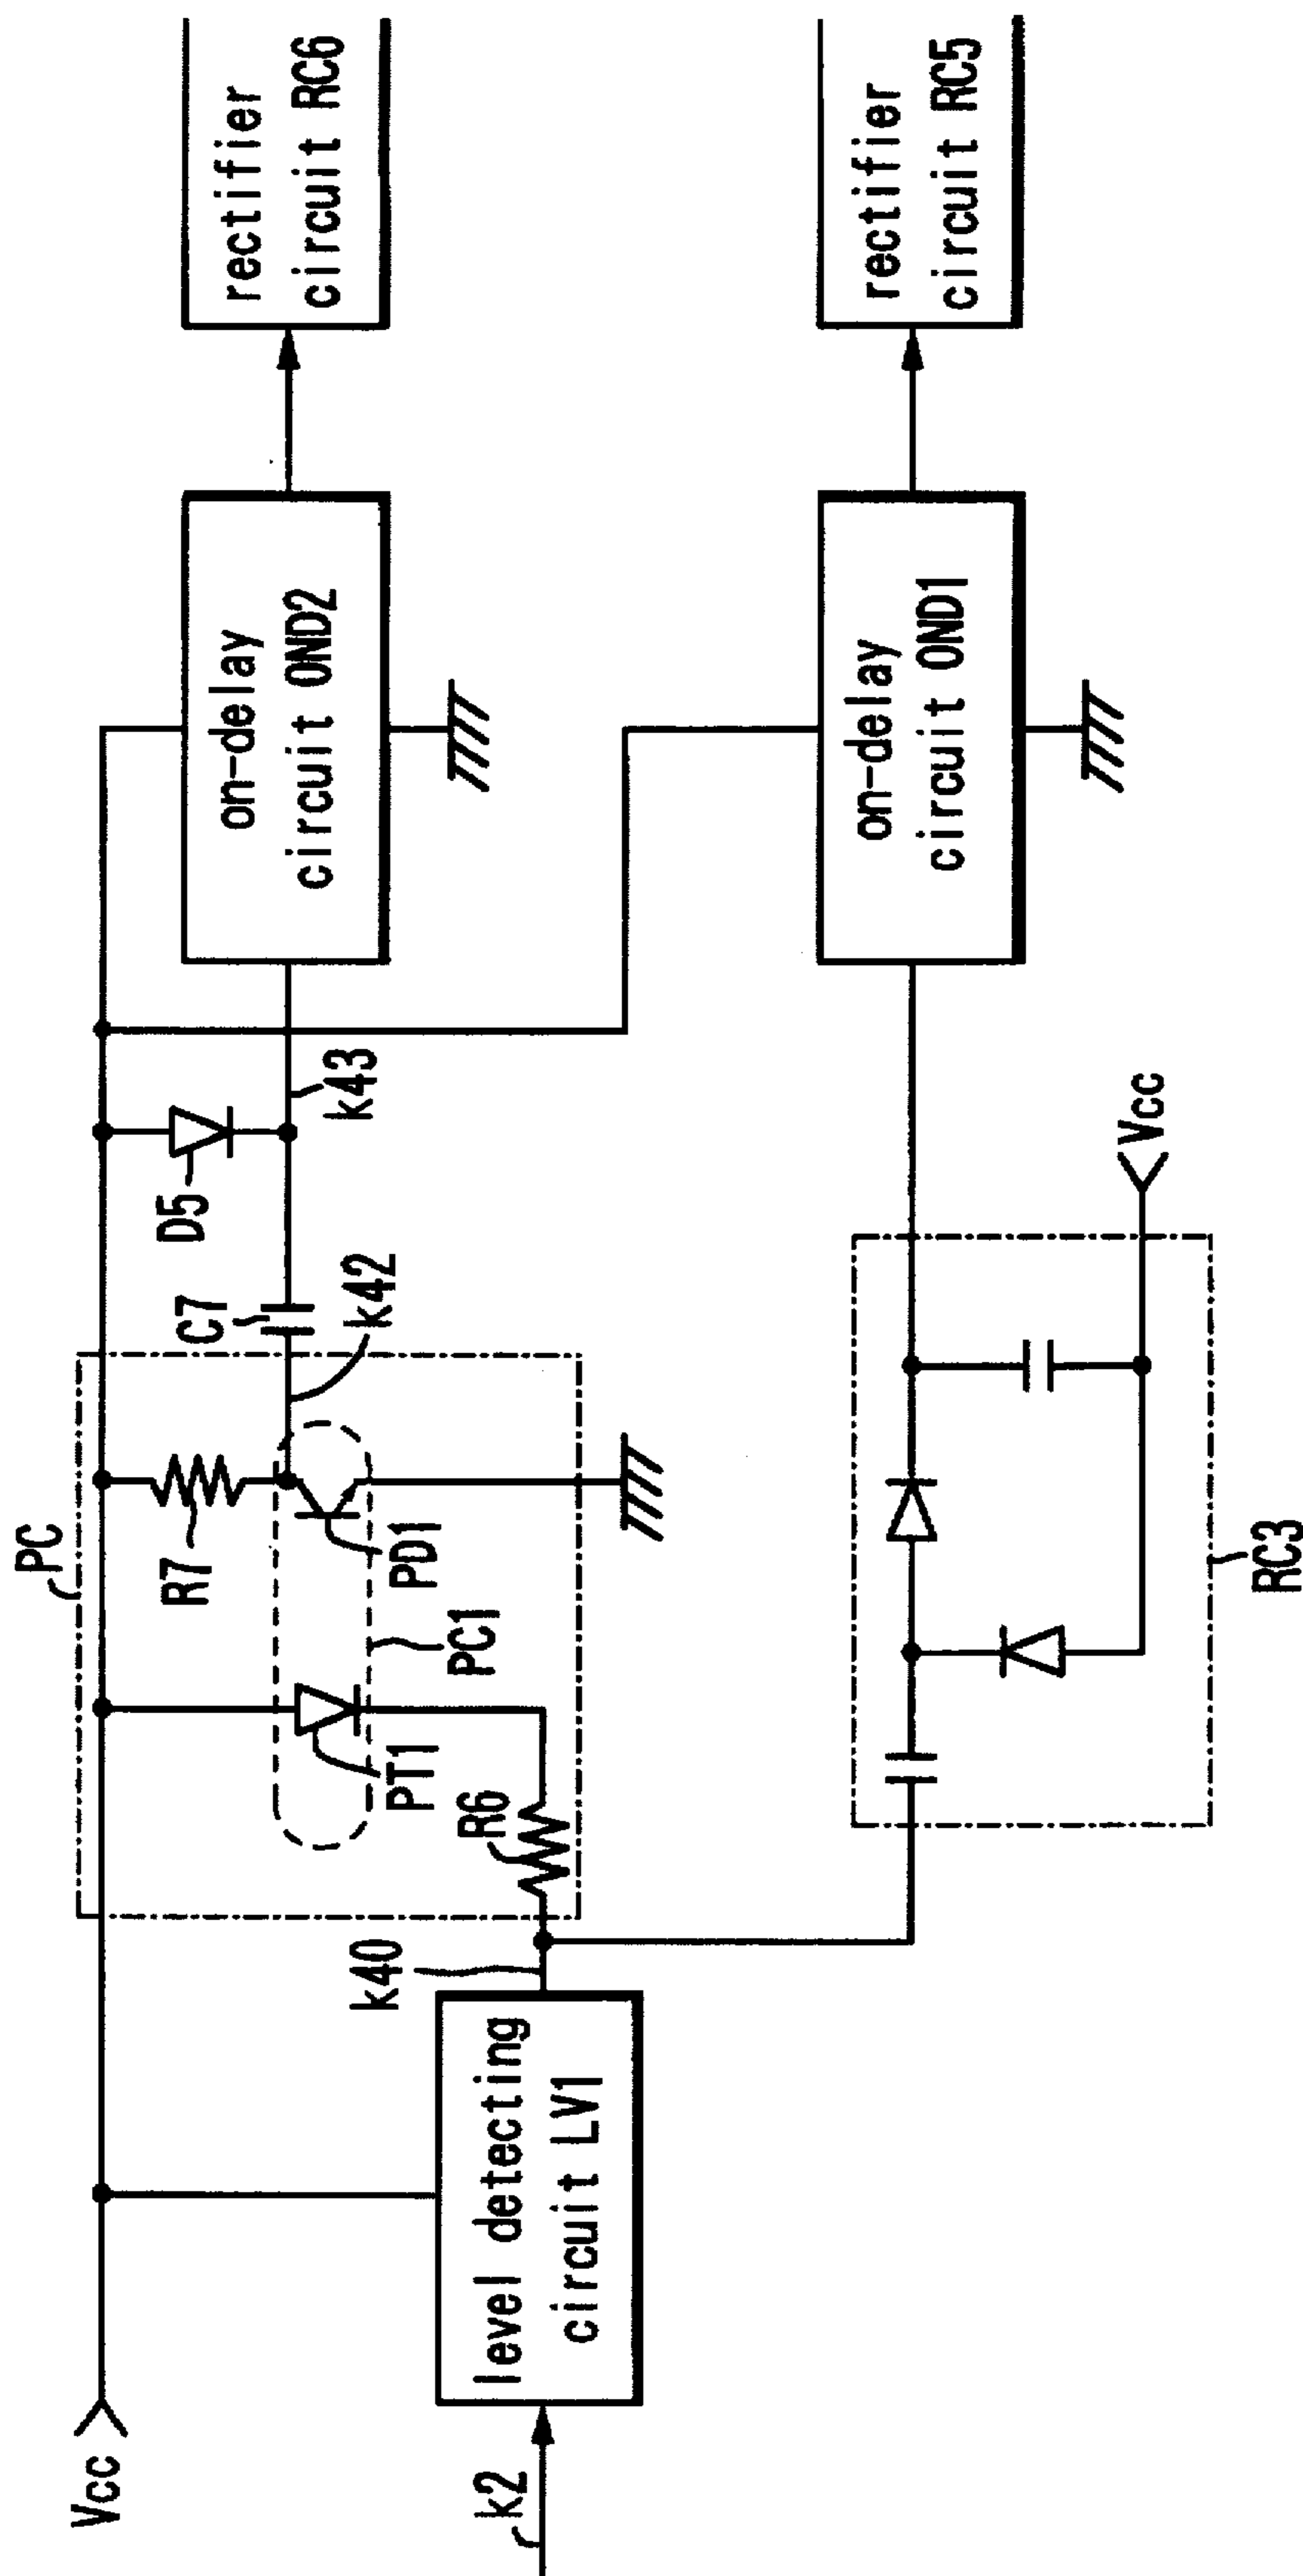 Vcc
k2
level detecting
circuit LV1
k40
PC
R6
PT1
PC1
R7
PD1
k42
C7
D5
k43
on-delay
circuit OND2
rectifier
circuit RC6
RC3
Vcc
on-delay
circuit OND1
rectifier
circuit RC5